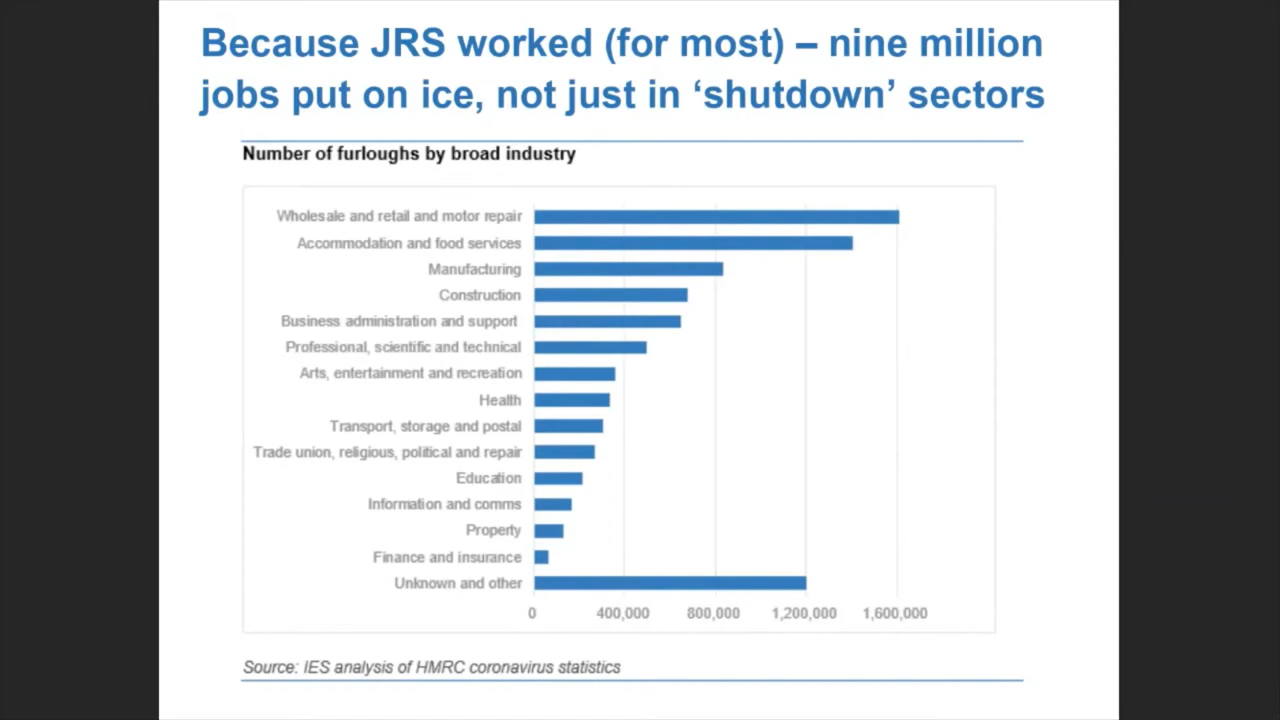 Because JRS worked (for most) – nine million
jobs put on ice, not just in ‘shutdown’ sectors
Number of furloughs by broad industry
Wholesale and retail and motor repair
Accommodation and food services
Manufacturing
Construction
Business administration and support
Professional, scientific and technical
Arts, entertainment and recreation
Health
Transport, storage and postal
Trade union, religious, political and repair
Education
Information and comms
Property
Finance and insurance
Unknown and other
0 400,000 800,000 1,200,000 1,600,000
Source: IES analysis of HMRC coronavirus statistics